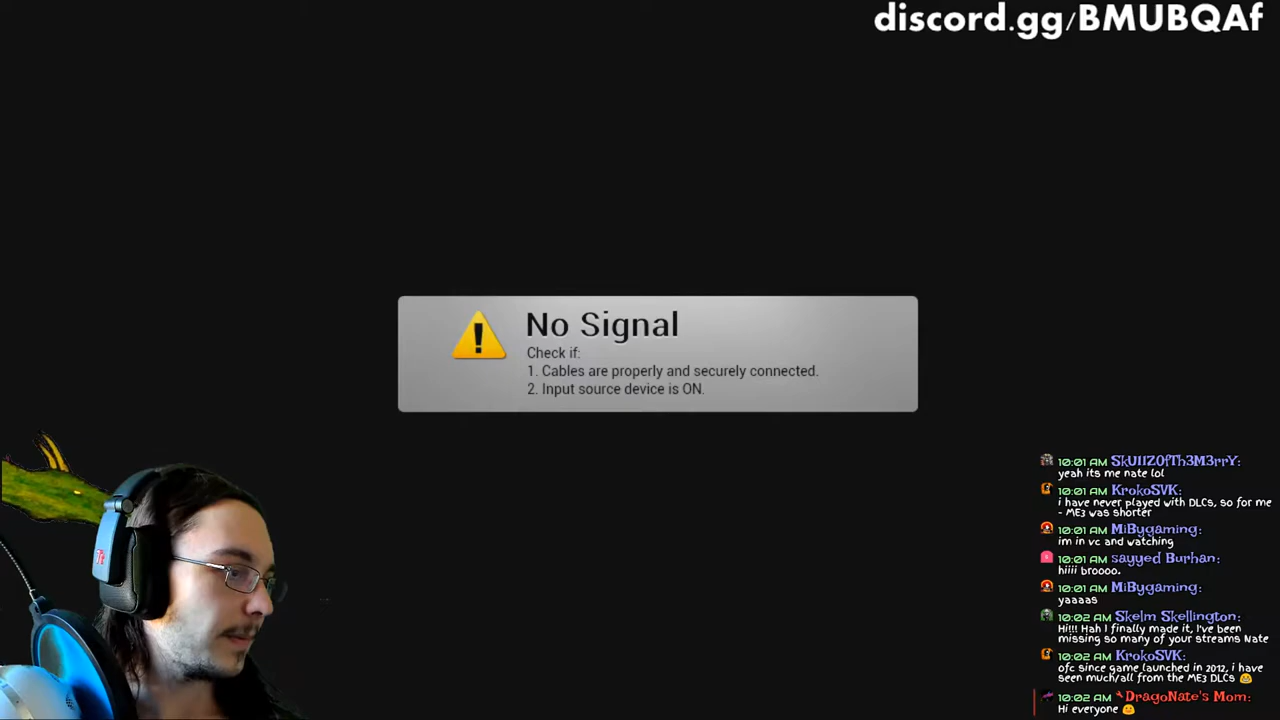 discord.gg/BMUBQAf
No Signal
Check if:
1. Cables are properly and securely connected.
2. Input source device is ON.
10:01 AM SkUllZ0fTh3M3rrY:
yeah its me nate lol
10:01 AM KrokoSVK:
i have never played with DLCs, so for me
- ME3 was shorter
10:01 AM MiBygaming:
im in vc and watching
10:01 AM sayyed Burhan:
hiiii broooo,
10:01 AM MiBygaming:
yaaaas
10:02 AM Skelm Skellington:
Hi!!! Hah I finally made it, I've been
missing so many of your streams Nate
10:02 AM KrokoSVK:
ofc since game launched in 2012, i have
seen much/all from the ME3 DLCs
10:02 AM DragoNate's Mom:
Hi everyone